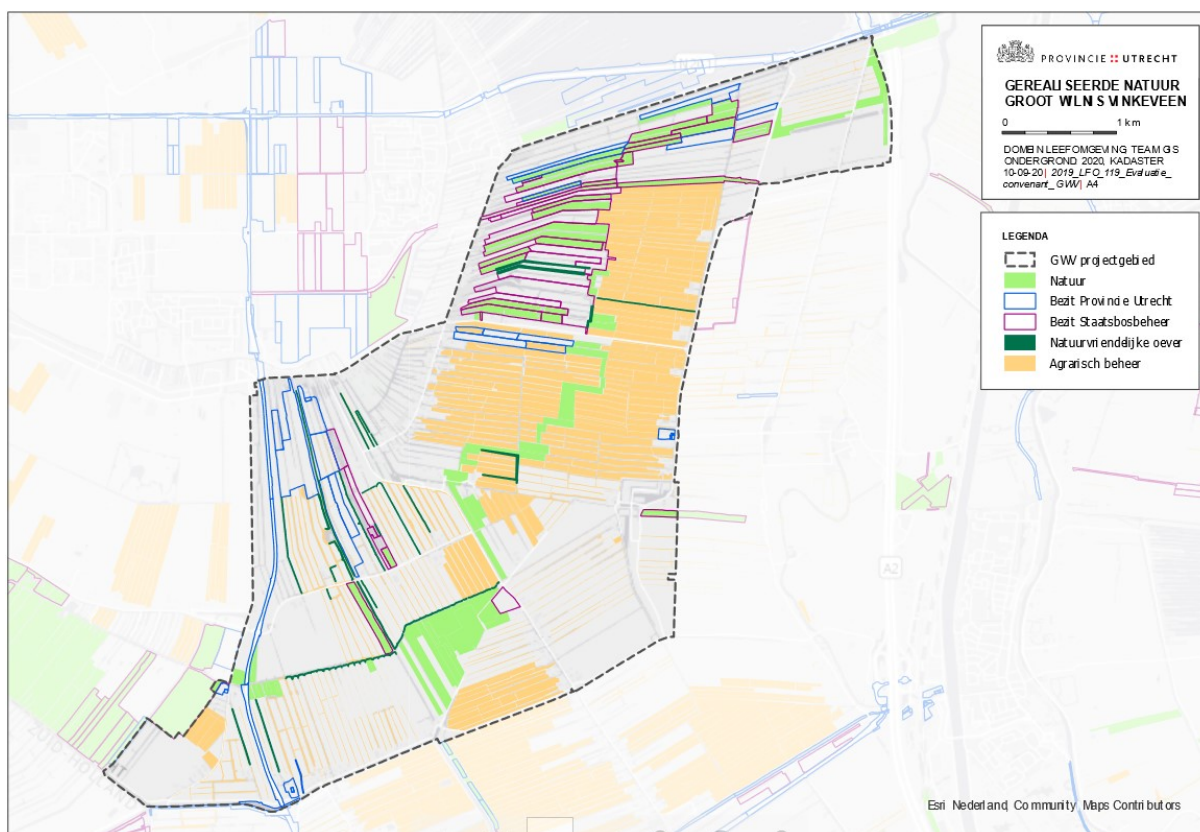 PROVINCIE :: UTRECHT
GEREALISEERDE NATUUR
GROOT WILNIS VINKEVEEN
0 1 km
DOMEIN LEEFOMGEVING TEAM GIS
ONDERGROND 2020, KADASTER
10-09-20| 2019_LFO_119_Evaluatie_
convenant_GWV| A4
LEGENDA
GWV projectgebied
Natuur
Bezit Provincie Utrecht
Bezit Staatsbosbeheer
Natuurvriendelijke oever
Agrarisch beheer
A2
Esri Nederland, Community Maps Contributors